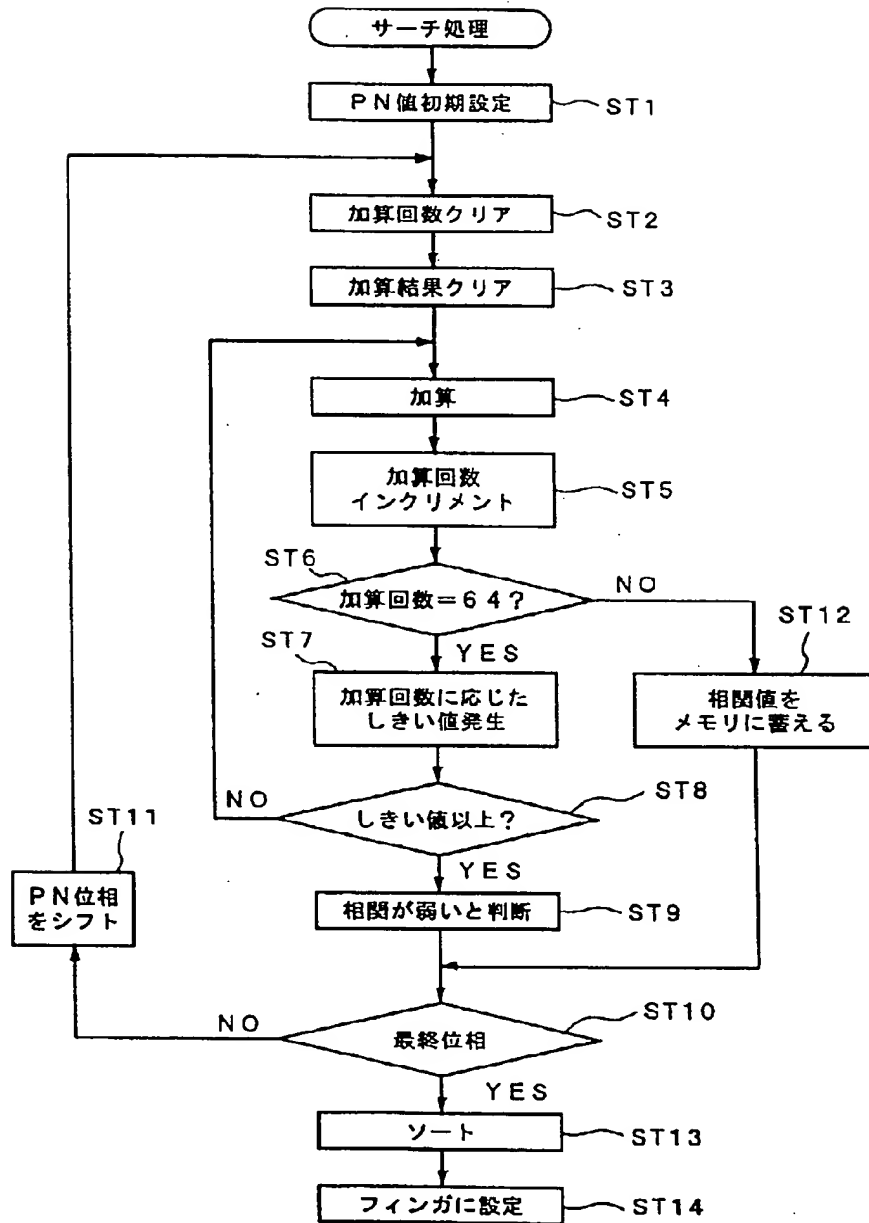 サーチ処理
PN値初期設定
ST1
加算回数クリア
ST2
加算結果クリア
ST3
加算
ST4
加算回数
インクリメント
ST5
ST6
加算回数=64?
NO
YES
ST12
相関値を
メモリに蓄える
ST7
加算回数に応じた
しきい値発生
NO
しきい値以上?
ST8
YES
ST11
PN位相
をシフト
相関が弱いと判断
ST9
NO
最終位相
ST10
YES
ソート
ST13
フィンガに設定
ST14